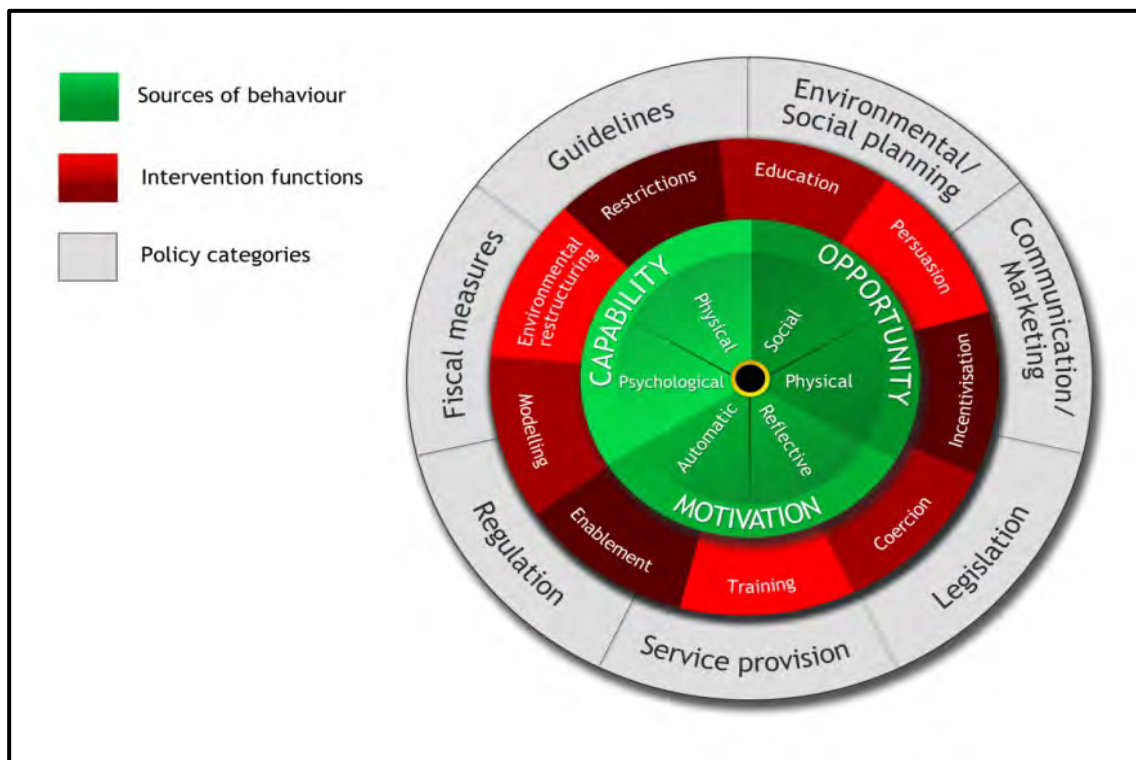 Sources of behaviour
Intervention functions
Policy categories
Guidelines
Environmental/
Social planning
Communication/
Marketing
Legislation
Service provision
Regulation
Fiscal measures
Restrictions
Education
Persuasion
Incentivisation
Coercion
Training
Enablement
Modelling
Environmental
restructuring
CAPABILITY
OPPORTUNITY
MOTIVATION
Physical
Social
Psychological
Physical
Automatic
Reflective